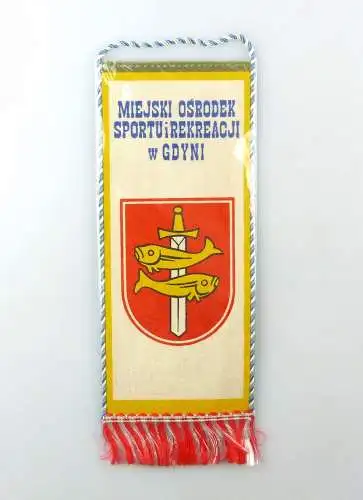 MIEJSKI OŚRODEK
SPORTU i REKREACJI
w GDYNI